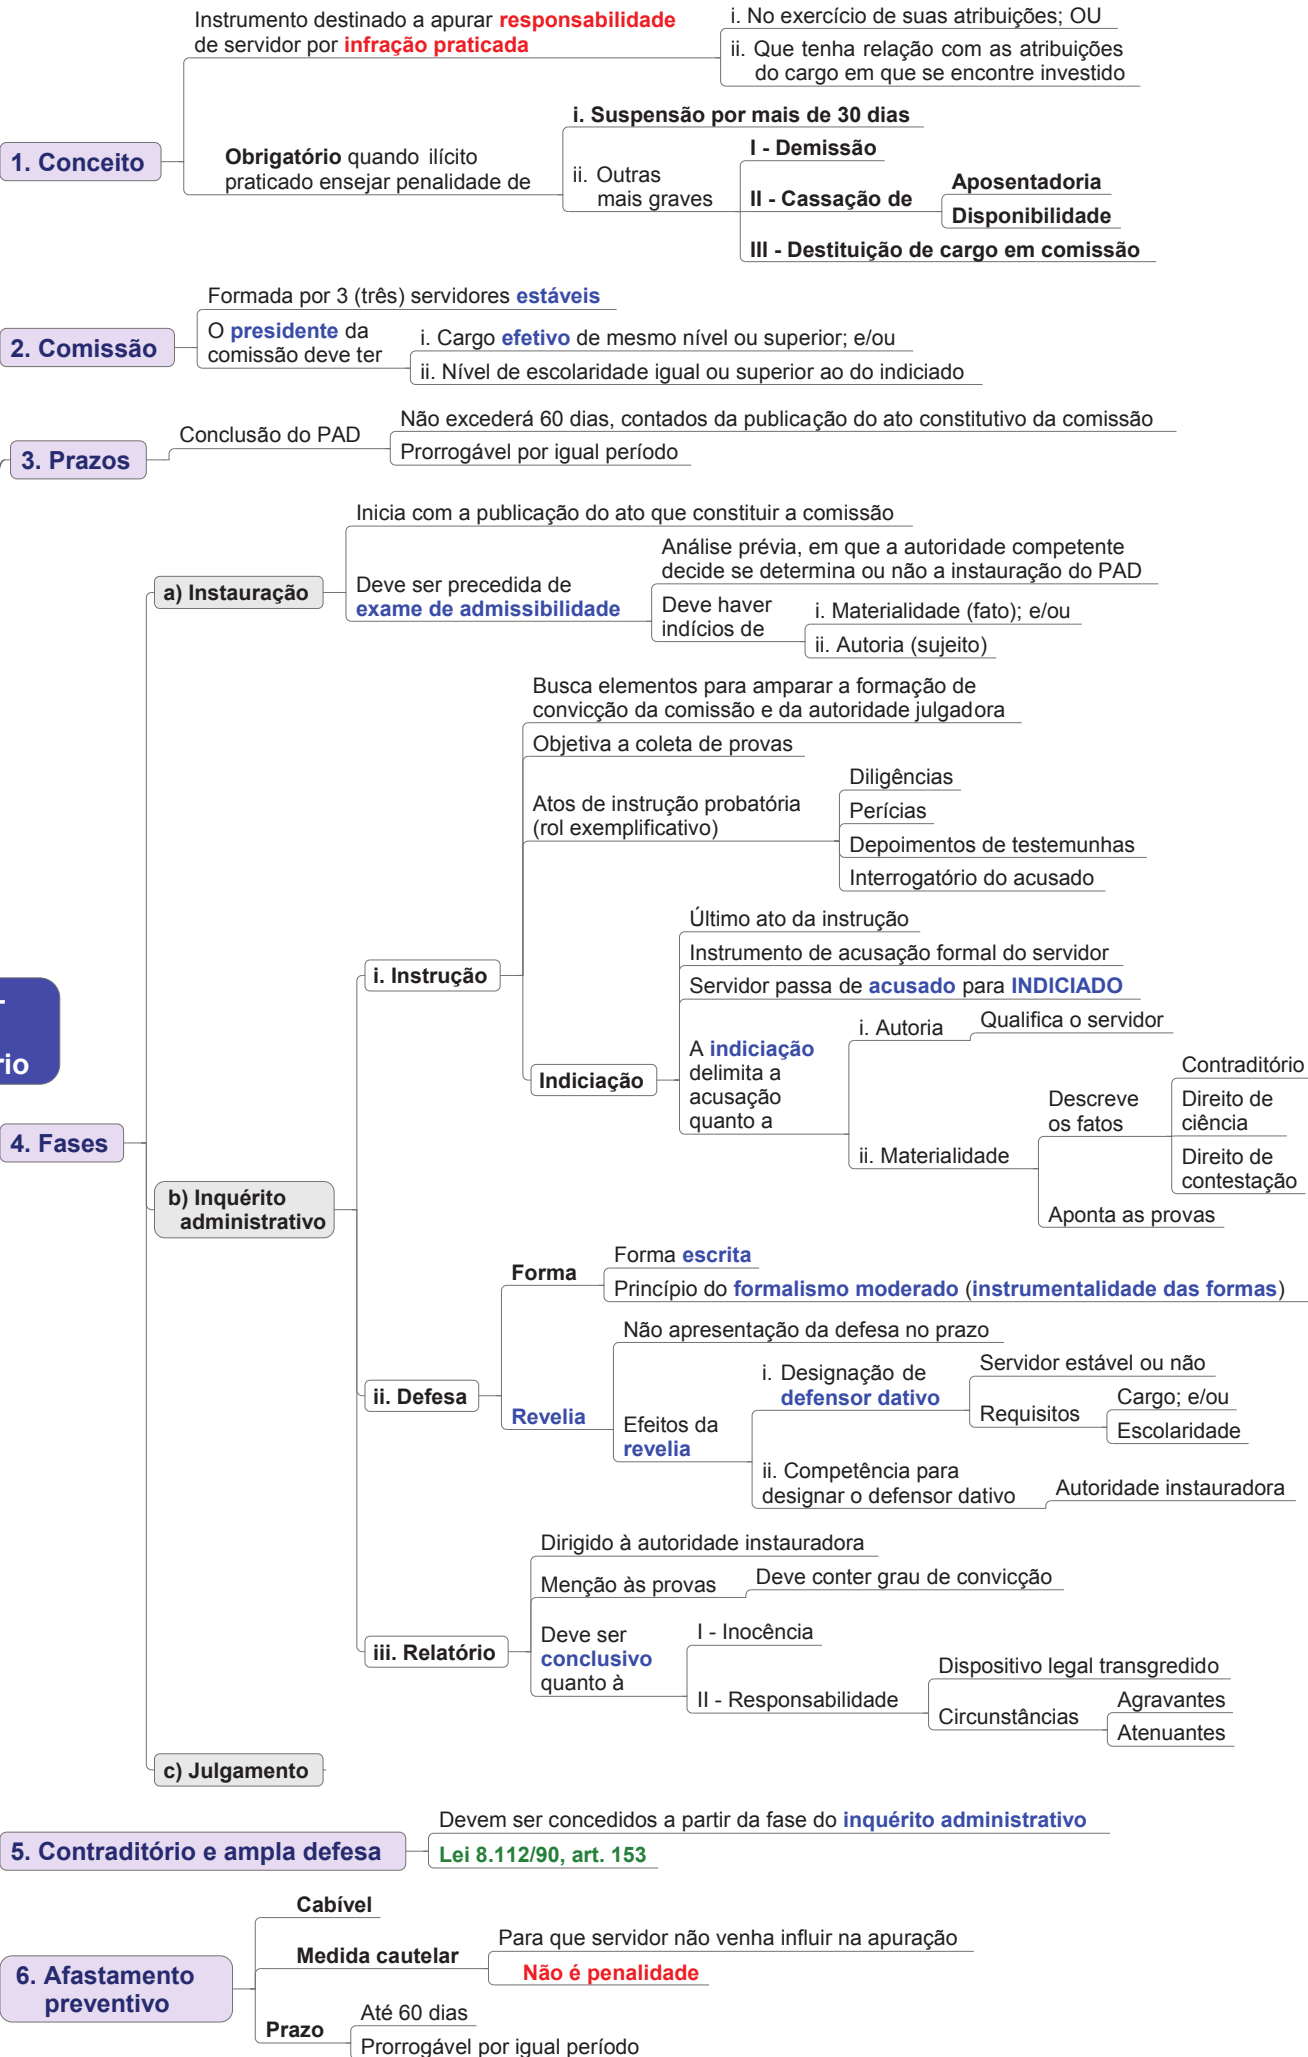 Instrumento destinado a apurar responsabilidade
de servidor por infração praticada
i. No exercício de suas atribuições; OU
ii. Que tenha relação com as atribuições
do cargo em que se encontre investido
1. Conceito
Obrigatório quando ilícito
praticado ensejar penalidade de
i. Suspensão por mais de 30 dias
ii. Outras
mais graves
I - Demissão
II - Cassação de
Aposentadoria
Disponibilidade
III - Destituição de cargo em comissão
2. Comissão
Formada por 3 (três) servidores estáveis
O presidente da
comissão deve ter
i. Cargo efetivo de mesmo nível ou superior; e/ou
ii. Nível de escolaridade igual ou superior ao do indiciado
3. Prazos
Conclusão do PAD
Não excederá 60 dias, contados da publicação do ato constitutivo da comissão
Prorrogável por igual período
rio
4. Fases
a) Instauração
Inicia com a publicação do ato que constituir a comissão
Deve ser precedida de
exame de admissibilidade
Análise prévia, em que a autoridade competente
decide se determina ou não a instauração do PAD
Deve haver
indícios de
i. Materialidade (fato); e/ou
ii. Autoria (sujeito)
b) Inquérito
administrativo
i. Instrução
Busca elementos para amparar a formação de
convicção da comissão e da autoridade julgadora
Objetiva a coleta de provas
Atos de instrução probatória
(rol exemplificativo)
Diligências
Perícias
Depoimentos de testemunhas
Interrogatório do acusado
Indiciação
Último ato da instrução
Instrumento de acusação formal do servidor
Servidor passa de acusado para INDICIADO
A indiciação
delimita a
acusação
quanto a
i. Autoria
Qualifica o servidor
ii. Materialidade
Descreve
os fatos
Contraditório
Direito de
ciência
Direito de
contestação
Aponta as provas
ii. Defesa
Forma
Forma escrita
Princípio do formalismo moderado (instrumentalidade das formas)
Revelia
Não apresentação da defesa no prazo
Efeitos da
revelia
i. Designação de
defensor dativo
Servidor estável ou não
Requisitos
Cargo; e/ou
Escolaridade
ii. Competência para
designar o defensor dativo
Autoridade instauradora
iii. Relatório
Dirigido à autoridade instauradora
Menção às provas
Deve conter grau de convicção
Deve ser
conclusivo
quanto à
I - Inocência
II - Responsabilidade
Dispositivo legal transgredido
Circunstâncias
Agravantes
Atenuantes
c) Julgamento
5. Contraditório e ampla defesa
Devem ser concedidos a partir da fase do inquérito administrativo
Lei 8.112/90, art. 153
6. Afastamento
preventivo
Cabível
Medida cautelar
Para que servidor não venha influir na apuração
Não é penalidade
Prazo
Até 60 dias
Prorrogável por igual período